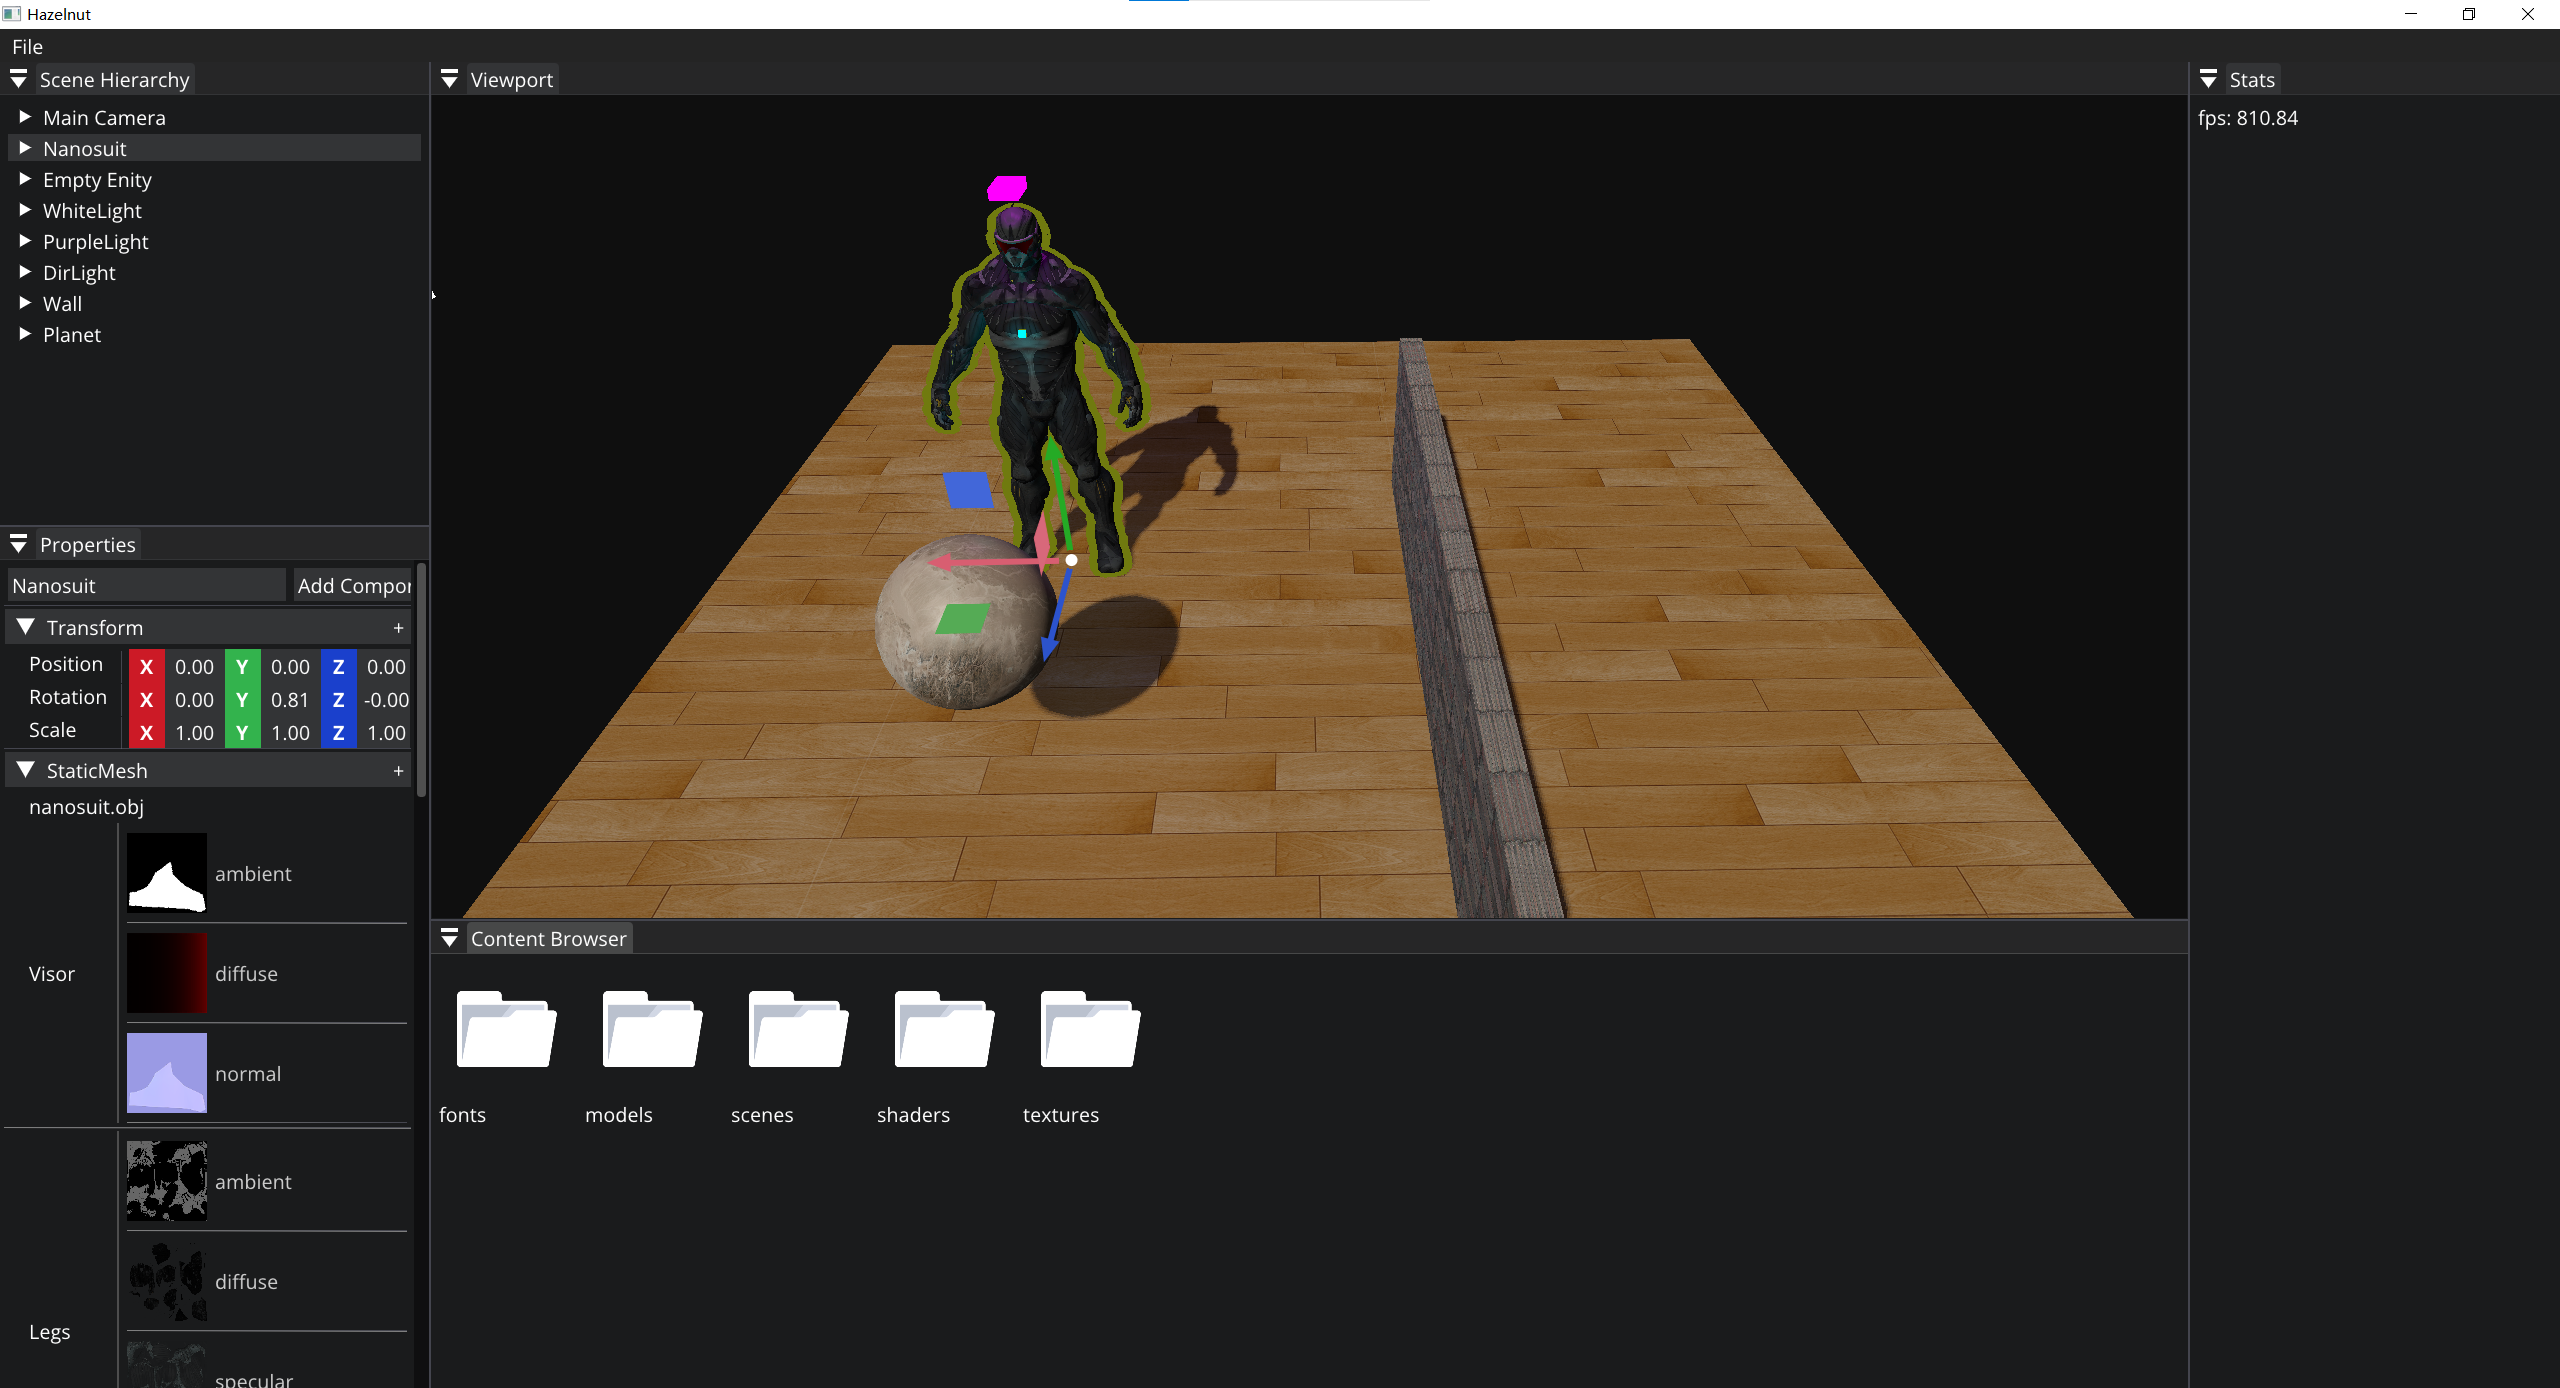 Hazelnut
File
Scene Hierarchy
Main Camera
Nanosuit
Empty Enity
WhiteLight
PurpleLight
DirLight
Wall
Planet
Properties
Nanosuit Add Compor
Transform +
Position X 0.00 Y 0.00 Z 0.00
Rotation X 0.00 Y 0.81 Z -0.00
Scale X 1.00 Y 1.00 Z 1.00
StaticMesh +
nanosuit.obj
Visor
ambient
diffuse
normal
Legs
ambient
diffuse
specular
Viewport
Content Browser
fonts
models
scenes
shaders
textures
Stats
fps: 810.84